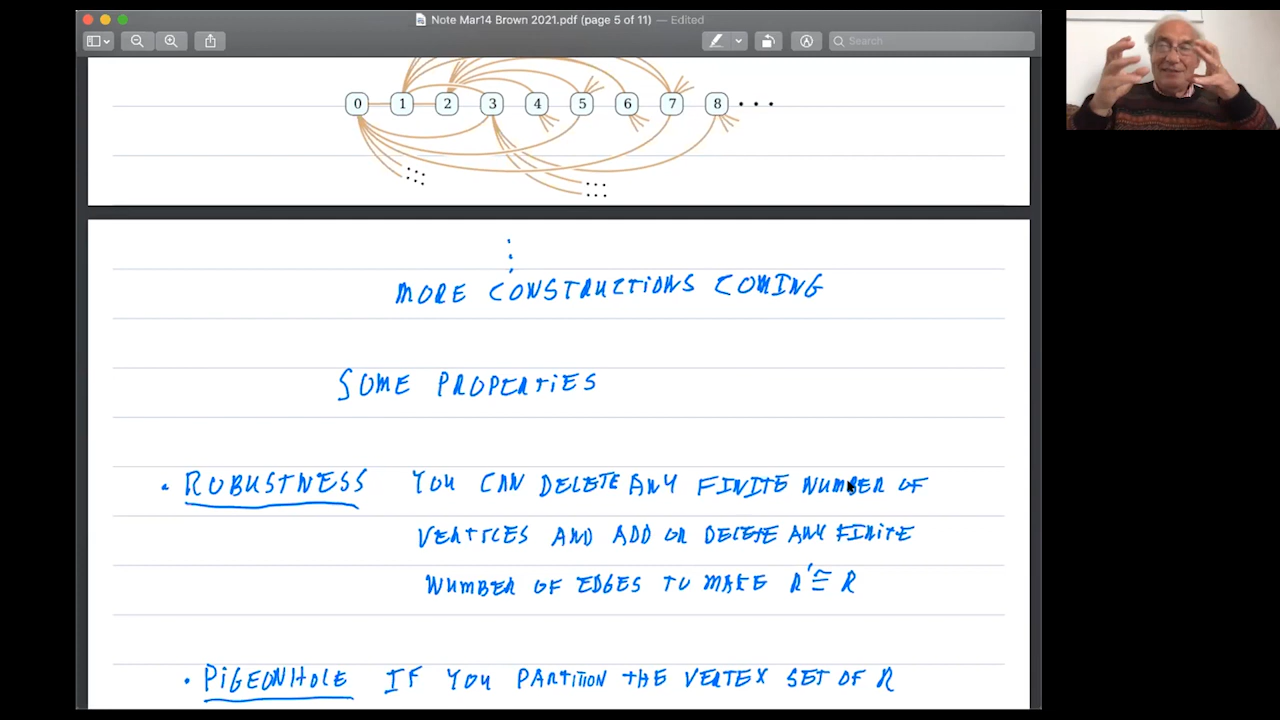 Note Mar14 Brown 2021.pdf (page 5 of 11) — Edited
Search
0 1 2 3 4 5 6 7 8 • • •
MORE CONSTRUCTIONS COMING
SOME PROPERTIES
• ROBUSTNESS YOU CAN DELETE ANY FINITE NUMBER OF
VERTICES AND ADD OR DELETE ANY FINITE
NUMBER OF EDGES TO MAKE R' ≅ R
• PIGEONHOLE IF YOU PARTITION THE VERTEX SET OF R